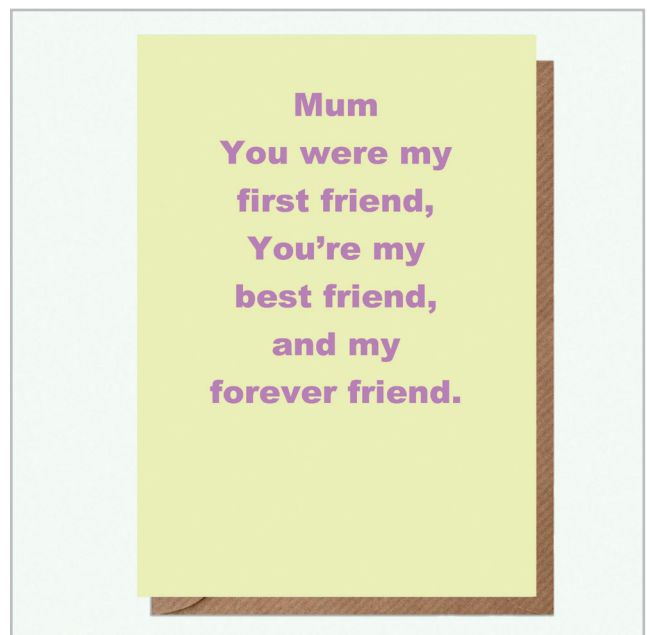 Mum
You were my
first friend,
You’re my
best friend,
and my
forever friend.